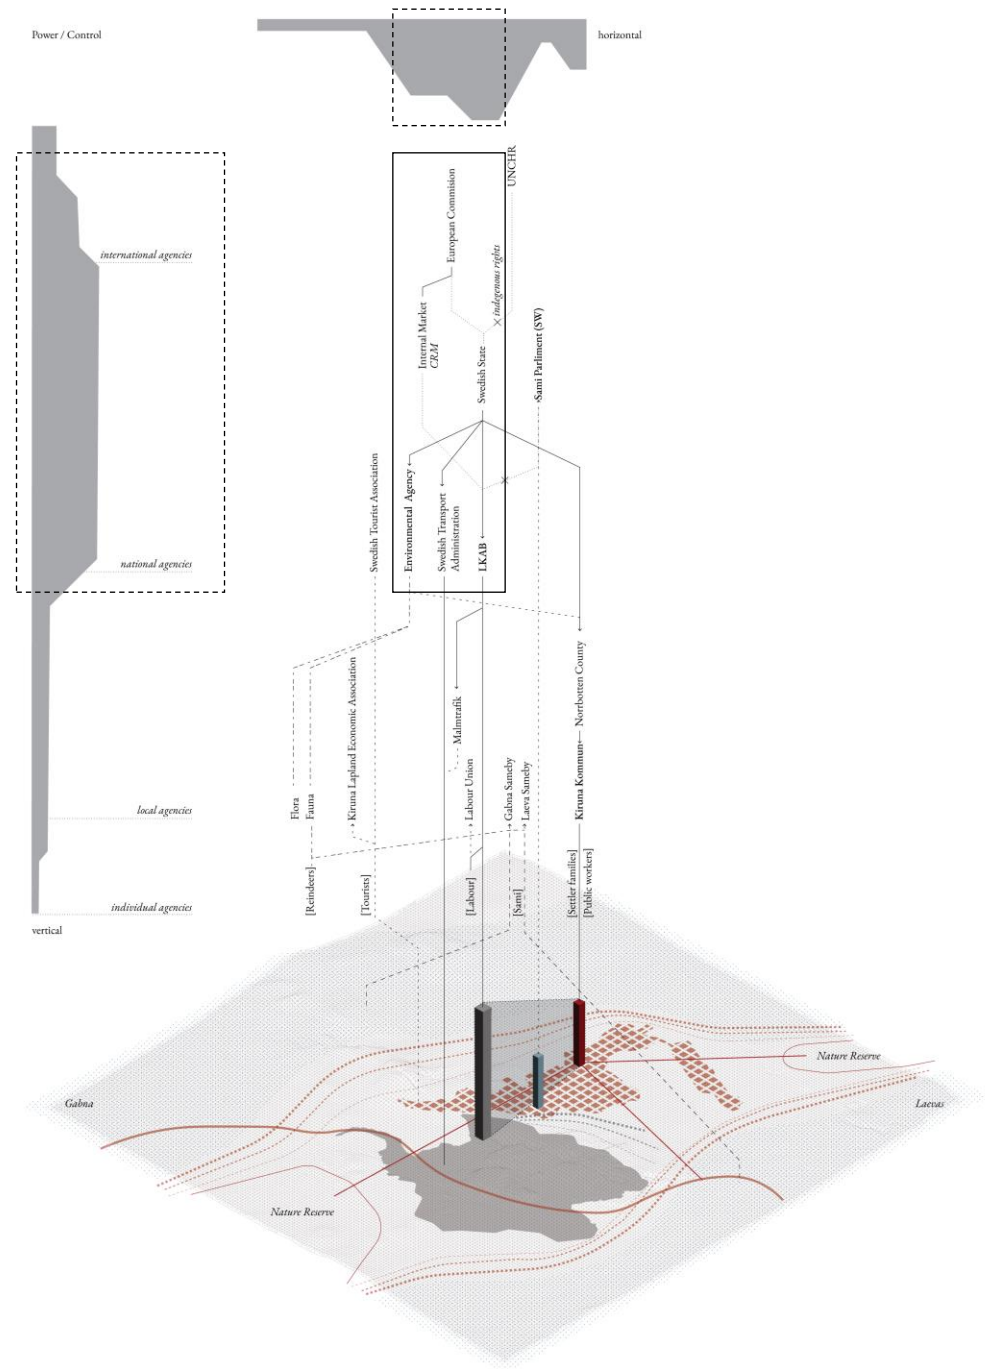 Power / Control
horizontal
UNCHR
European Commision
indegenous rights
Internal Market
CRM
Sami Parliment (SW)
Swedish State
international agencies
Swedish Tourist Association
Environmental Agency
Swedish Transport
Administration
LKAB
national agencies
Norrbotten County
Kiruna Lapland Economic Association
Malmtrafik
Kiruna Kommun
Labour Union
Gabna Sameby
Laeva Sameby
Flora
Fauna
local agencies
[Reindeers]
[Tourists]
[Labour]
[Sami]
[Settler families]
[Public workers]
individual agencies
vertical
Nature Reserve
Gabna
Laevas
Nature Reserve